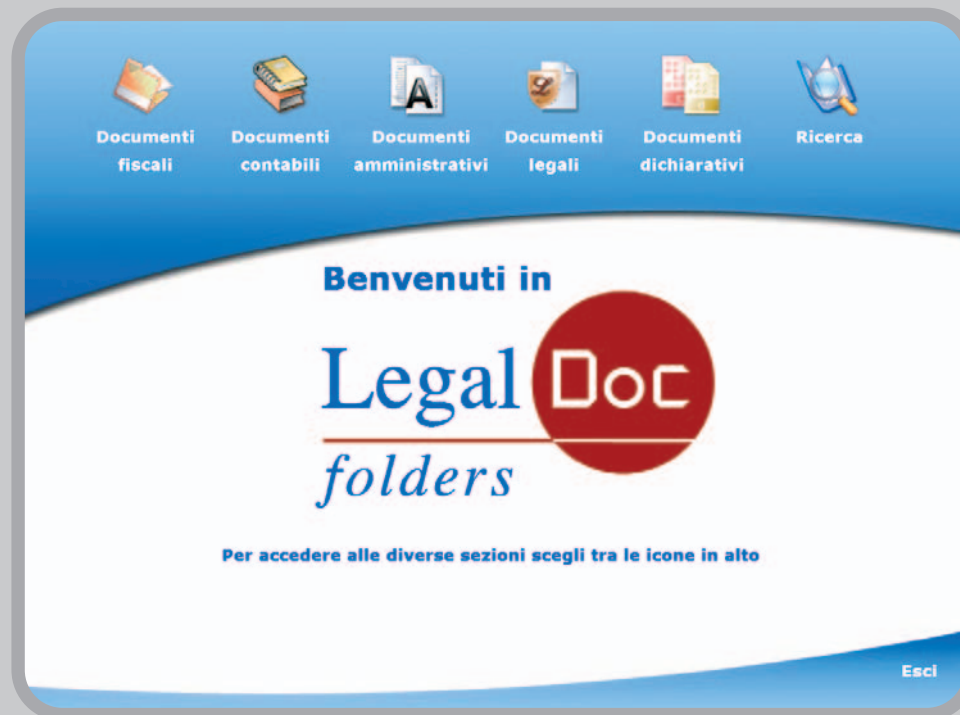 Documenti fiscali
Documenti contabili
Documenti amministrativi
Documenti legali
Documenti dichiarativi
Ricerca
Benvenuti in
Legal Doc
folders
Per accedere alle diverse sezioni scegli tra le icone in alto
Esci